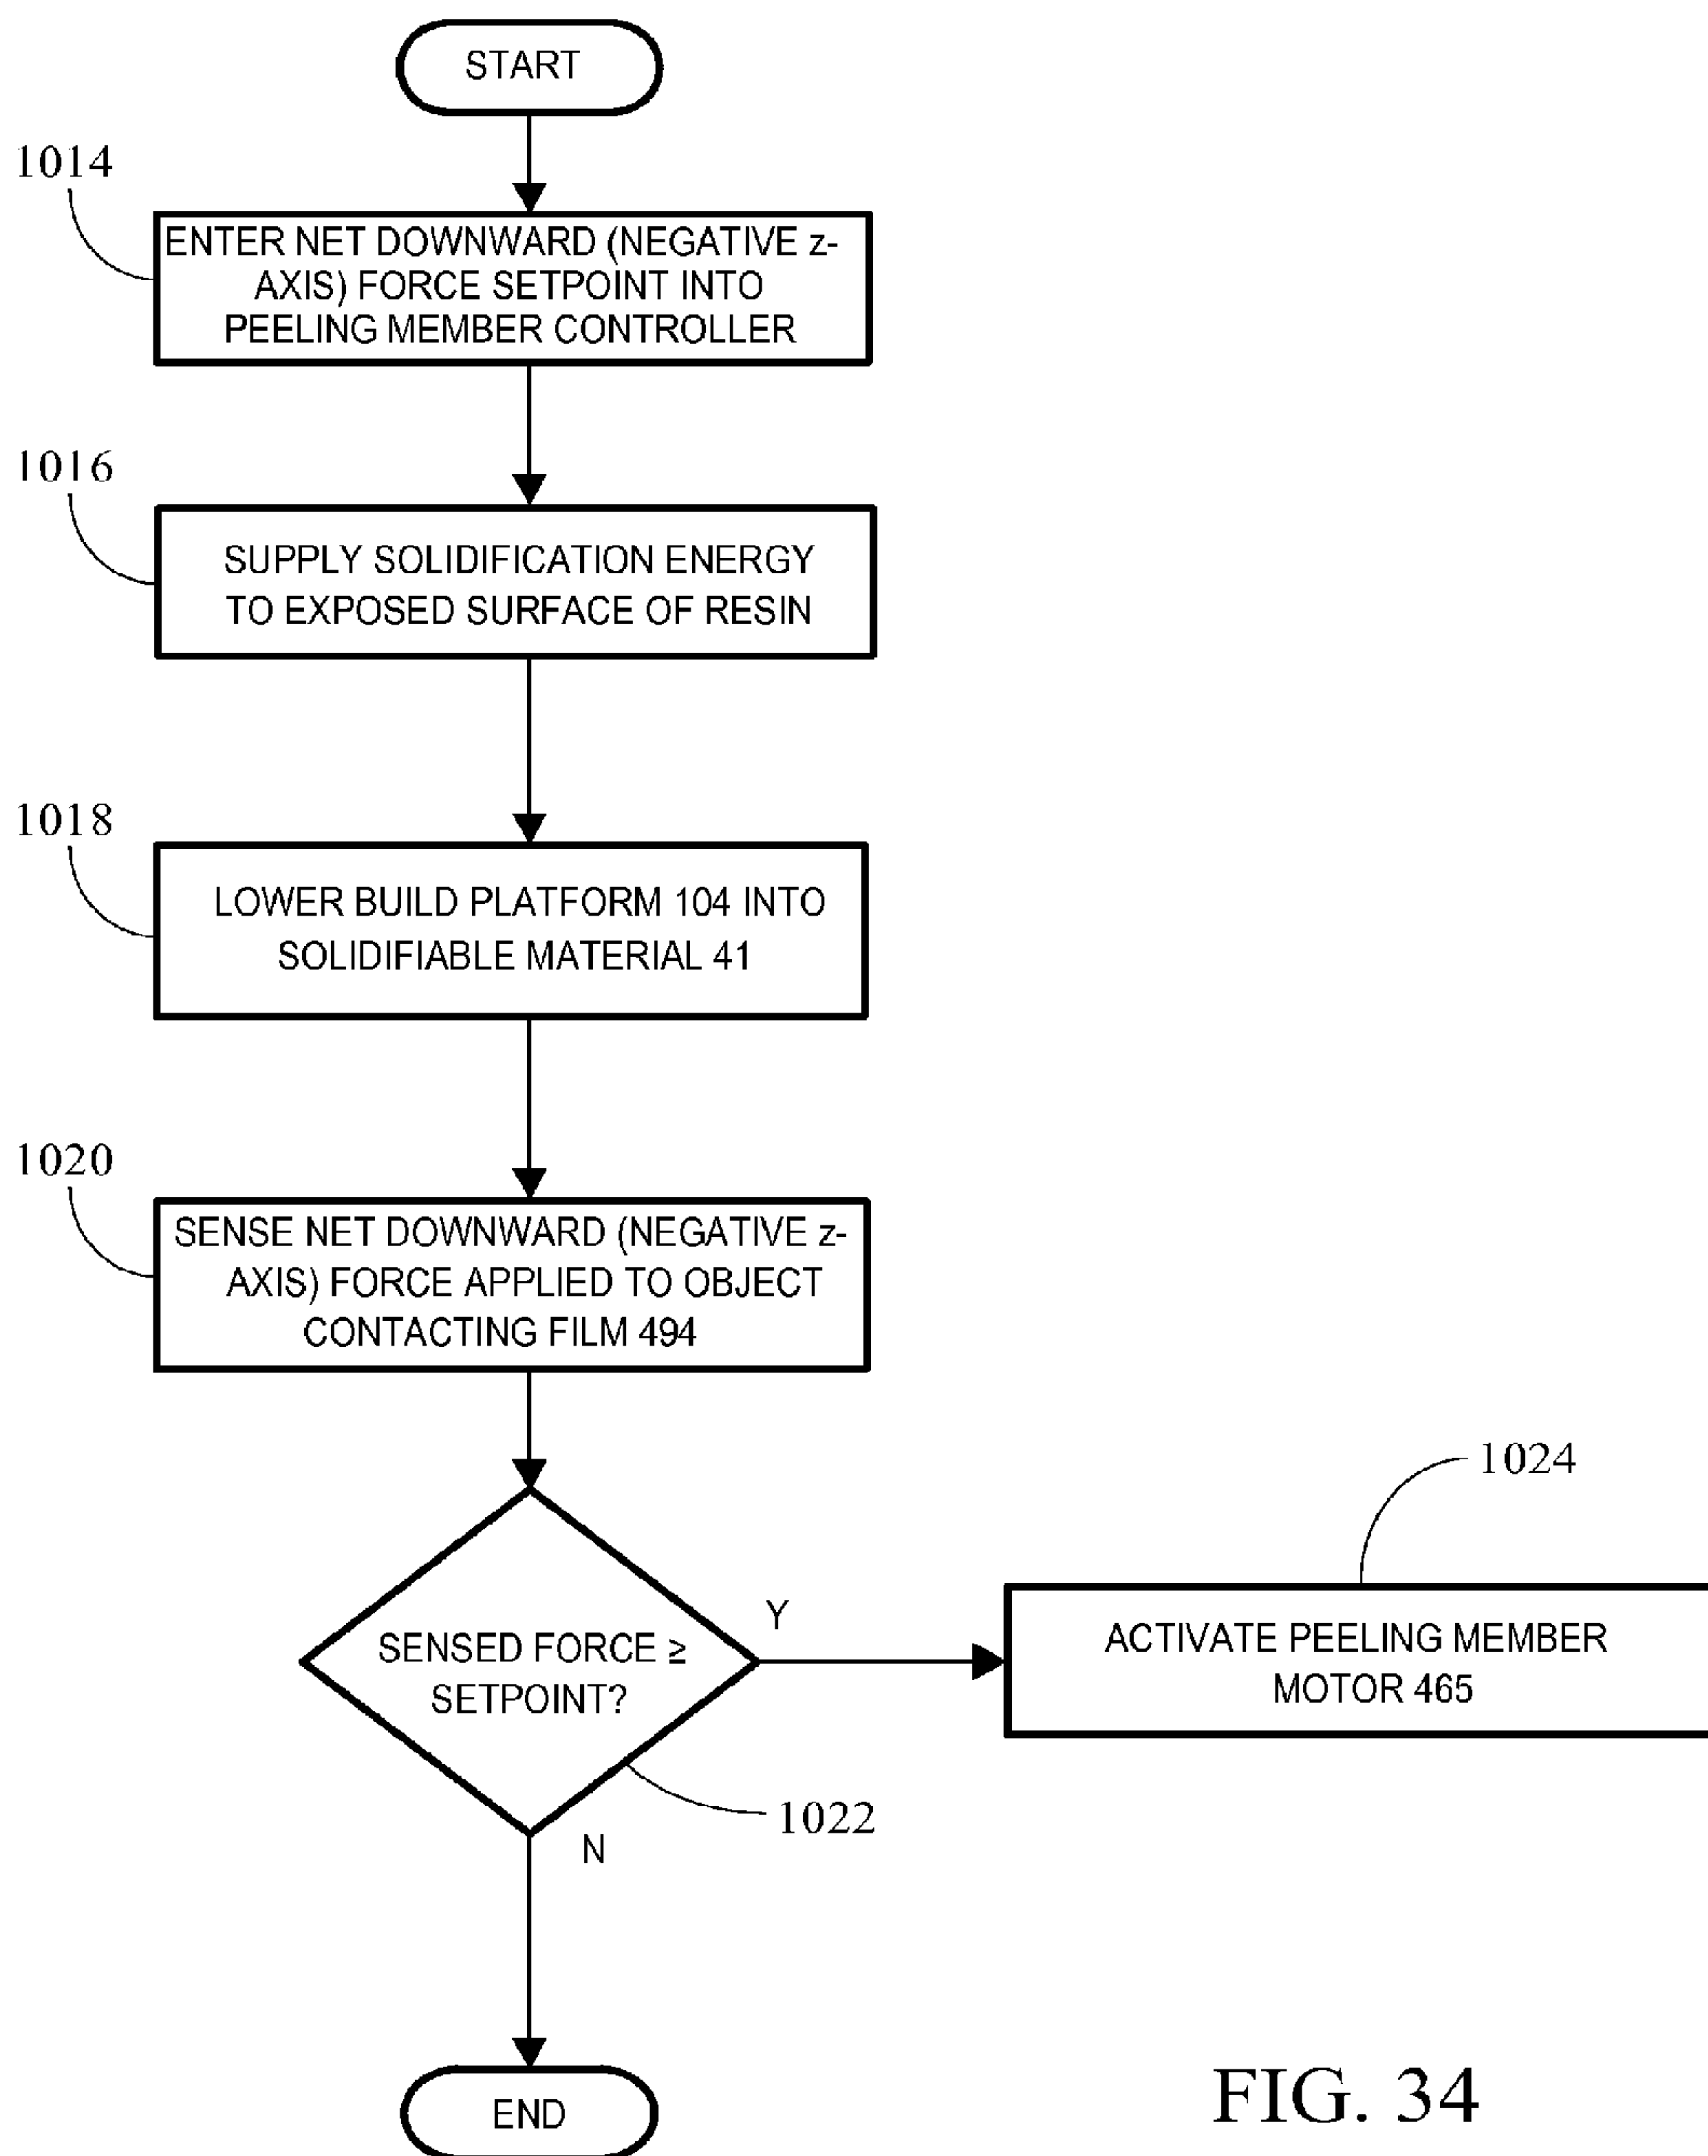 START
1014
ENTER NET DOWNWARD (NEGATIVE z-
AXIS) FORCE SETPOINT INTO
PEELING MEMBER CONTROLLER
1016
SUPPLY SOLIDIFICATION ENERGY
TO EXPOSED SURFACE OF RESIN
1018
LOWER BUILD PLATFORM 104 INTO
SOLIDIFIABLE MATERIAL 41
1020
SENSE NET DOWNWARD (NEGATIVE z-
AXIS) FORCE APPLIED TO OBJECT
CONTACTING FILM 494
SENSED FORCE ≥
SETPOINT?
1022
Y
1024
ACTIVATE PEELING MEMBER
MOTOR 465
N
END
FIG. 34